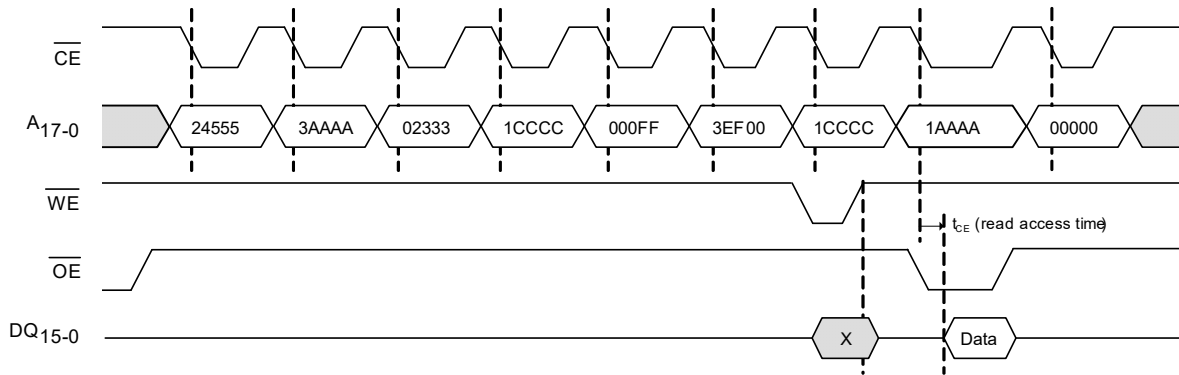 CE
A17-0 24555 3AAAA 02333 1CCCC 000FF 3EF00 1CCCC 1AAAA 00000
WE
tCE (read access time)
OE
DQ15-0 X Data